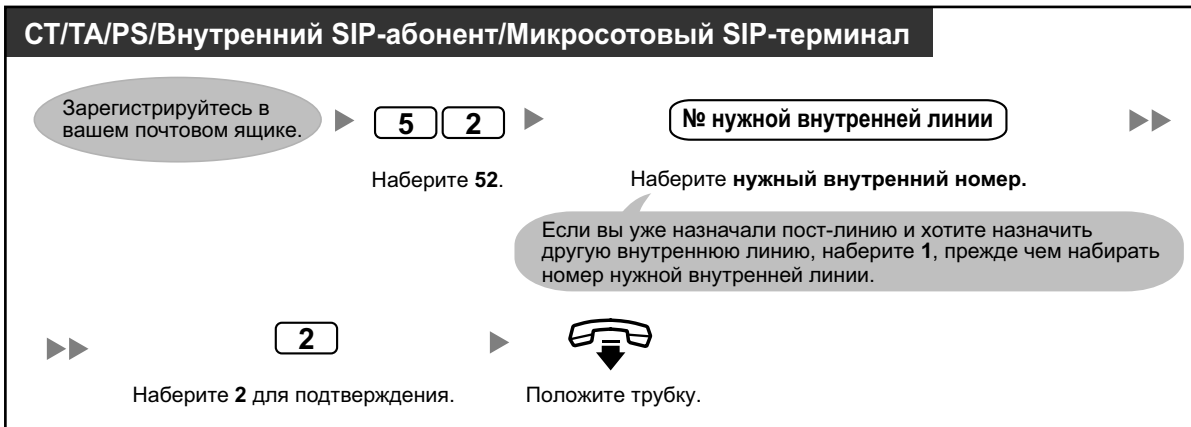 СТ/ТА/PS/Внутренний SIP-абонент/Микросотовый SIP-терминал
Зарегистрируйтесь в
вашем почтовом ящике.
5 2
№ нужной внутренней линии
Наберите 52.
Наберите нужный внутренний номер.
Если вы уже назначали пост-линию и хотите назначить
другую внутреннюю линию, наберите 1, прежде чем набирать
номер нужной внутренней линии.
2
Наберите 2 для подтверждения.
Положите трубку.